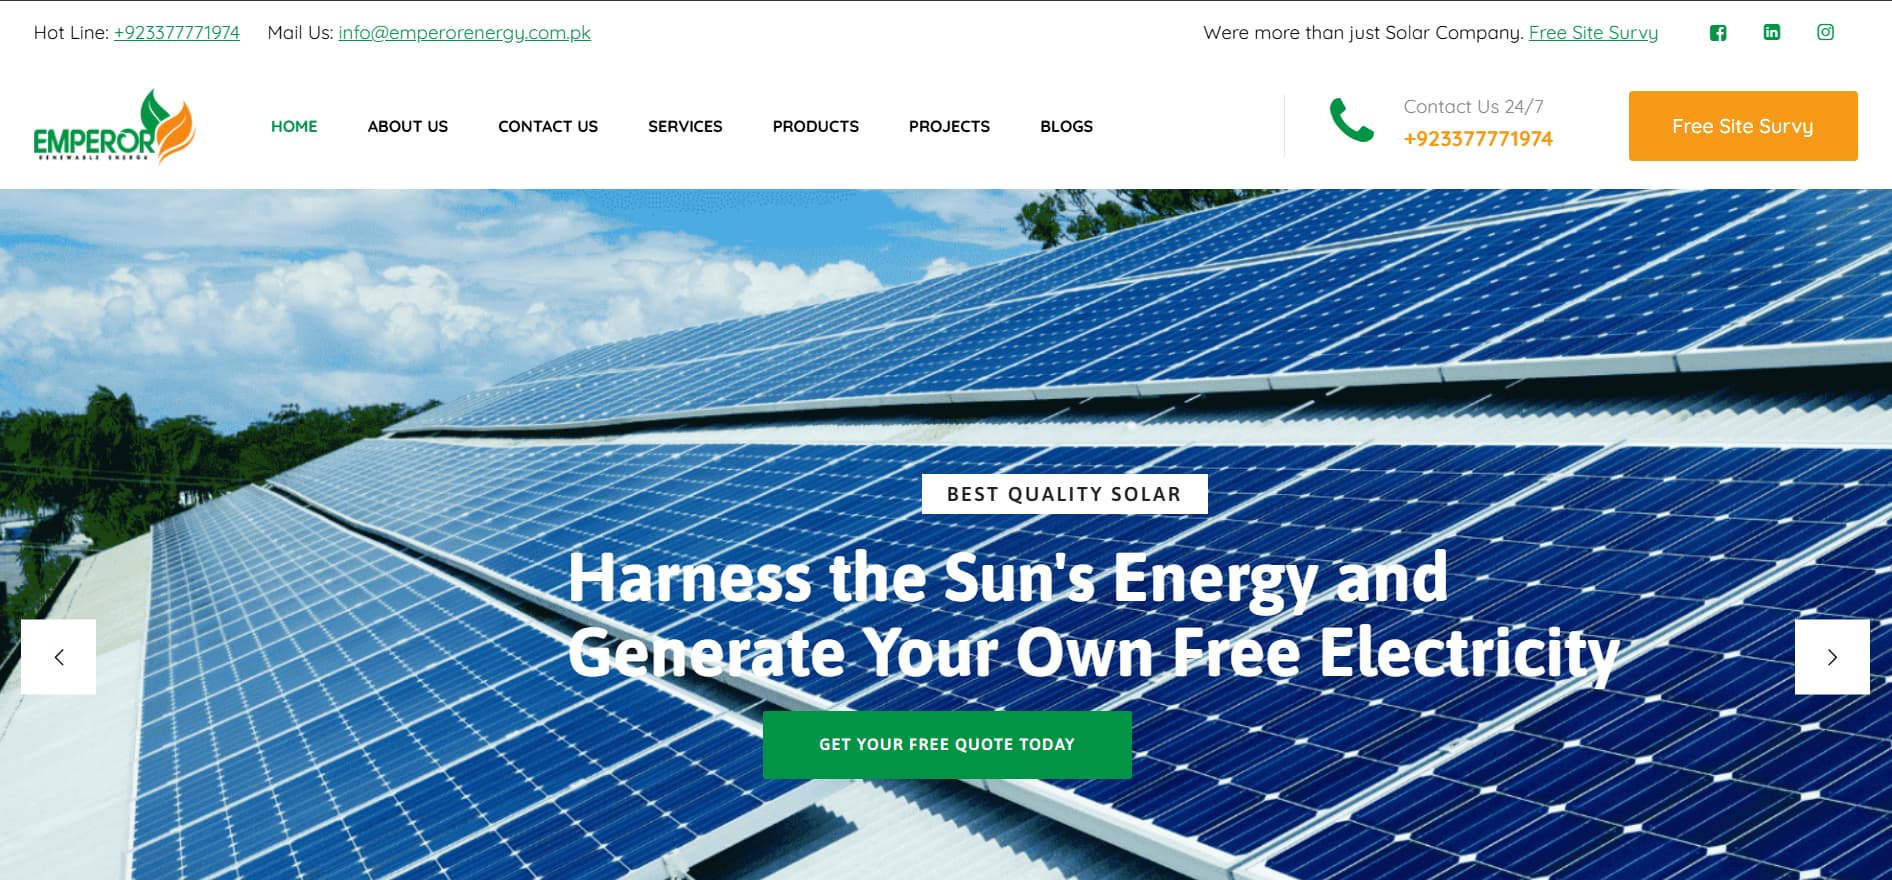 Hot Line: +923377771974 Mail Us: info@emperorenergy.com.pk Were more than just Solar Company. Free Site Survy
EMPEROR
RENEWABLE ENERGY
HOME ABOUT US CONTACT US SERVICES PRODUCTS PROJECTS BLOGS
Contact Us 24/7
+923377771974
Free Site Survy
BEST QUALITY SOLAR
Harness the Sun's Energy and
Generate Your Own Free Electricity
GET YOUR FREE QUOTE TODAY